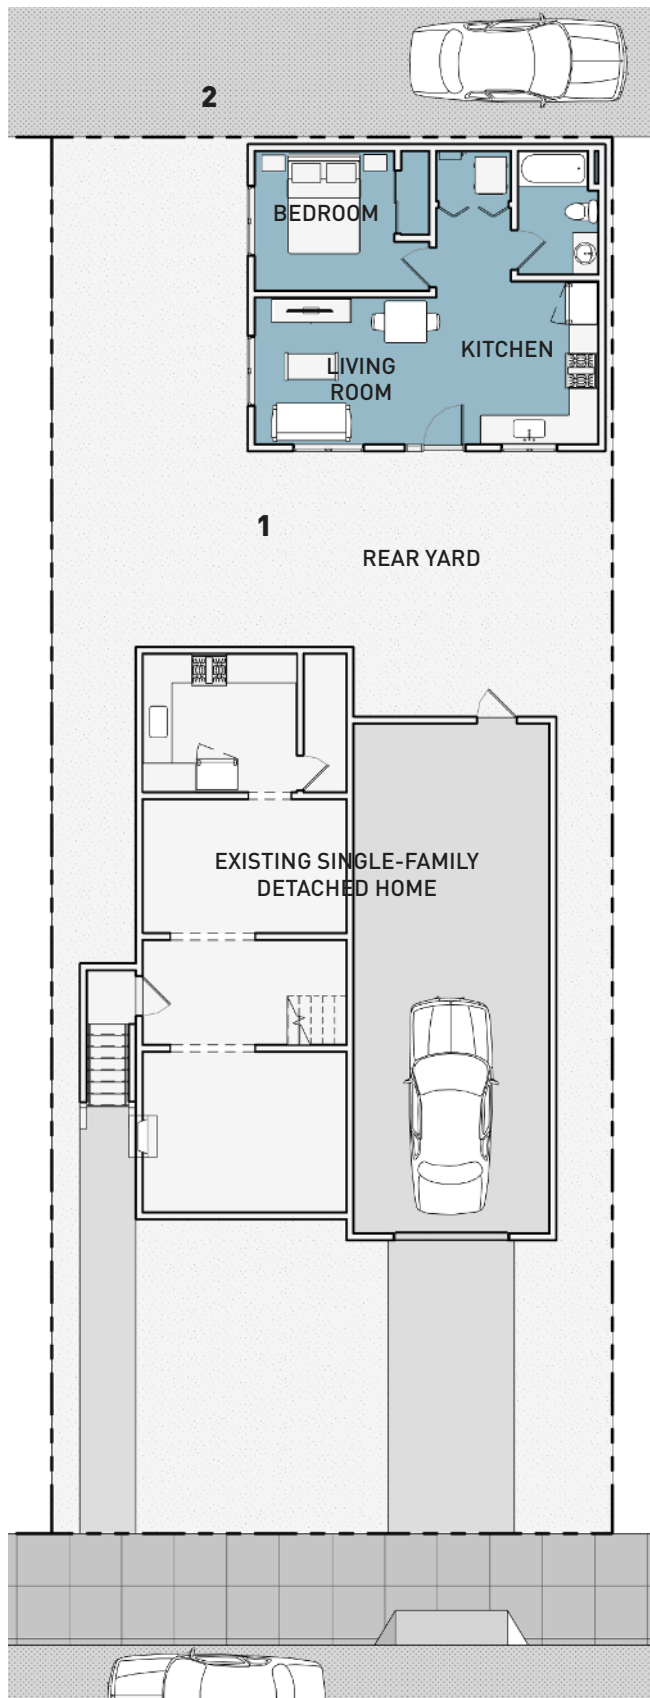 2
BEDROOM
KITCHEN
LIVING
ROOM
1
REAR YARD
EXISTING SINGLE-FAMILY
DETACHED HOME